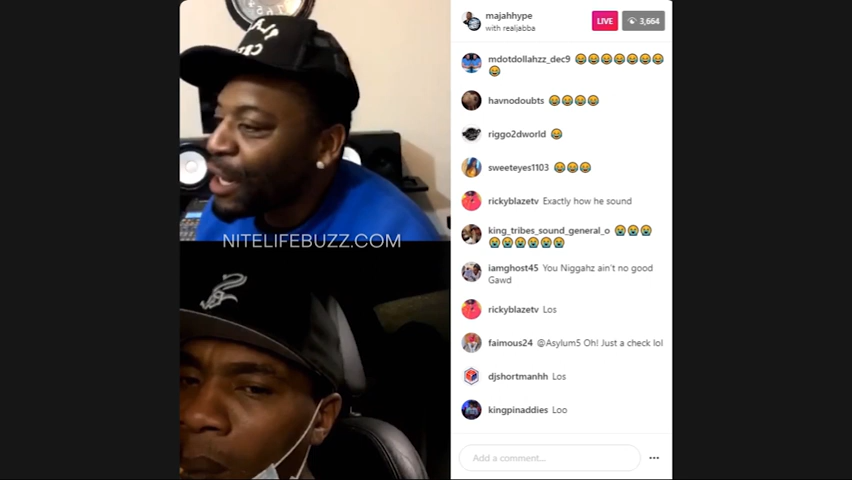 majahhype
with realjabba
LIVE
3,664
mdotdollahzz_dec9 😂😂😂😂😂😂😂
😂
havnodoubts 😂😂😂😂
riggo2dworld 😂
sweeteyes1103 😂😂😂
rickyblazetv Exactly how he sound
king_tribes_sound_general_o 😭😭😭
😭😭😭😭😭😭
iamghost45 You Niggahz ain't no good
Gawd
rickyblazetv Los
faimous24 @Asylum5 Oh! Just a check lol
djshortmanhh Los
kingpinaddies Loo
Add a comment...
NITELIFEBUZZ.COM